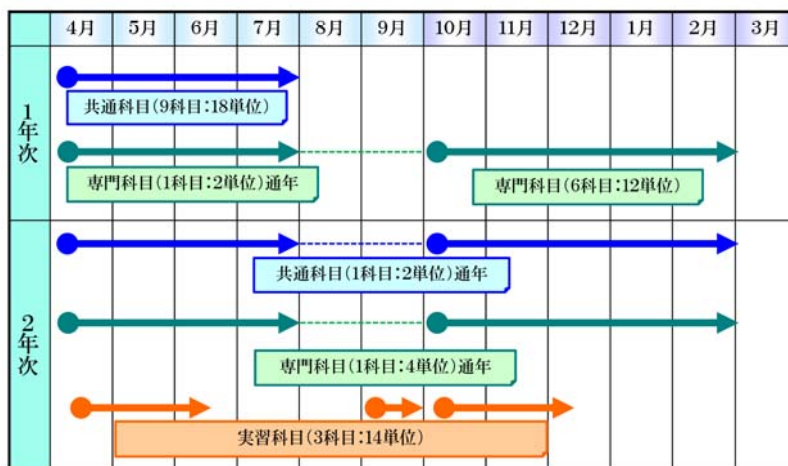 4月 5月 6月 7月 8月 9月 10月 11月 12月 1月 2月 3月
1年次
共通科目(9科目:18単位)
専門科目(1科目:2単位)通年
専門科目(6科目:12単位)
2年次
共通科目(1科目:2単位)通年
専門科目(1科目:4単位)通年
実習科目(3科目:14単位)